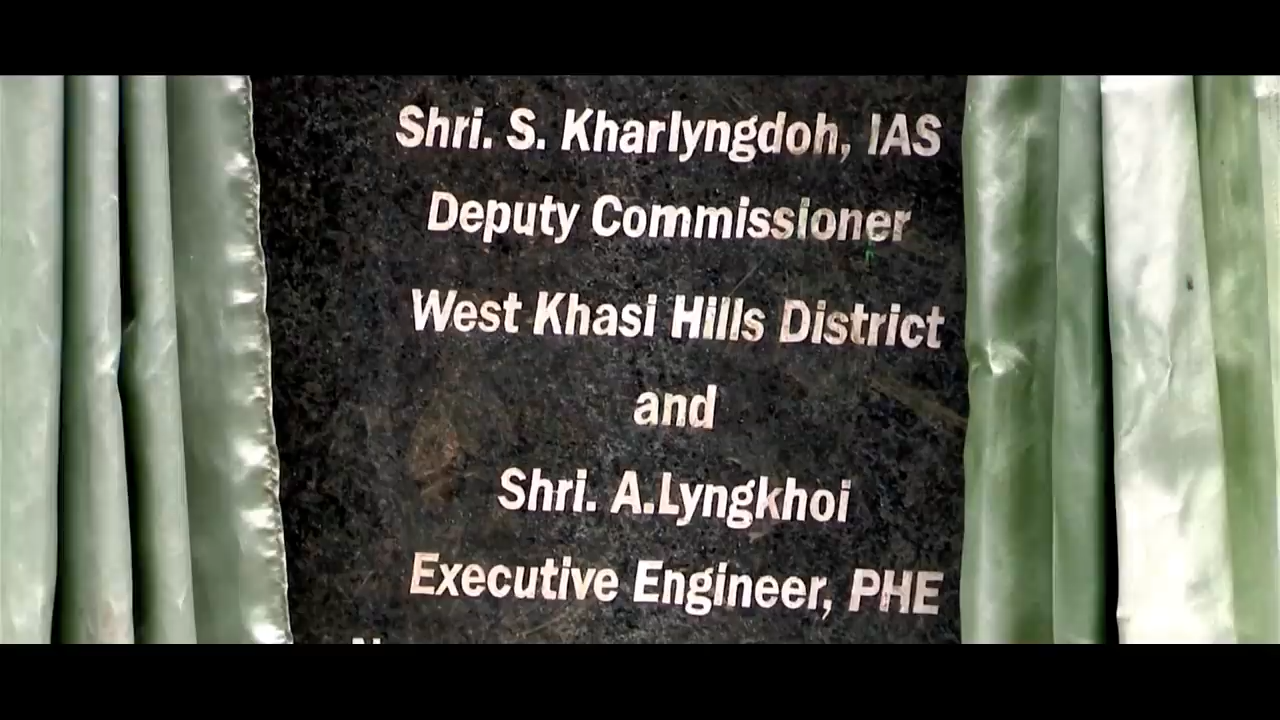 Shri. S. Kharlyngdoh, IAS
Deputy Commissioner
West Khasi Hills District
and
Shri. A.Lyngkhoi
Executive Engineer, PHE